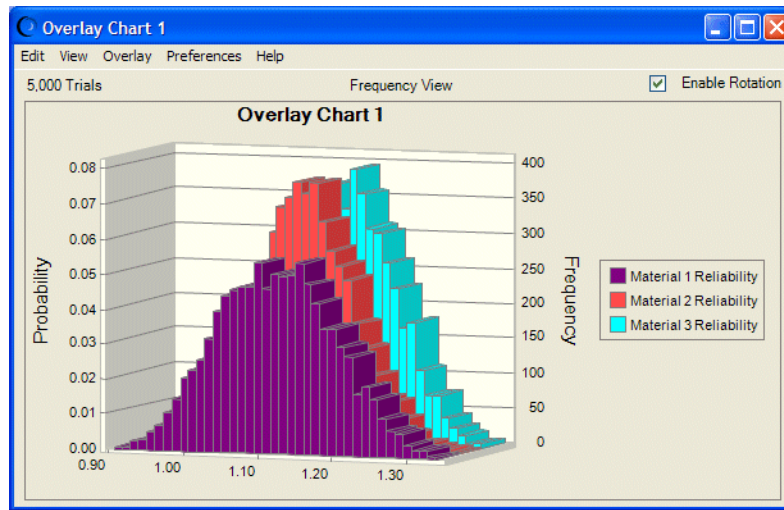 Overlay Chart 1
Edit View Overlay Preferences Help
5,000 Trials Frequency View Enable Rotation
Overlay Chart 1
0.08
0.07
0.06
0.05
0.04
0.03
0.02
0.01
0.00
Probability
0.90 1.00 1.10 1.20 1.30
400
350
300
250
200
150
100
50
0
Frequency
Material 1 Reliability
Material 2 Reliability
Material 3 Reliability